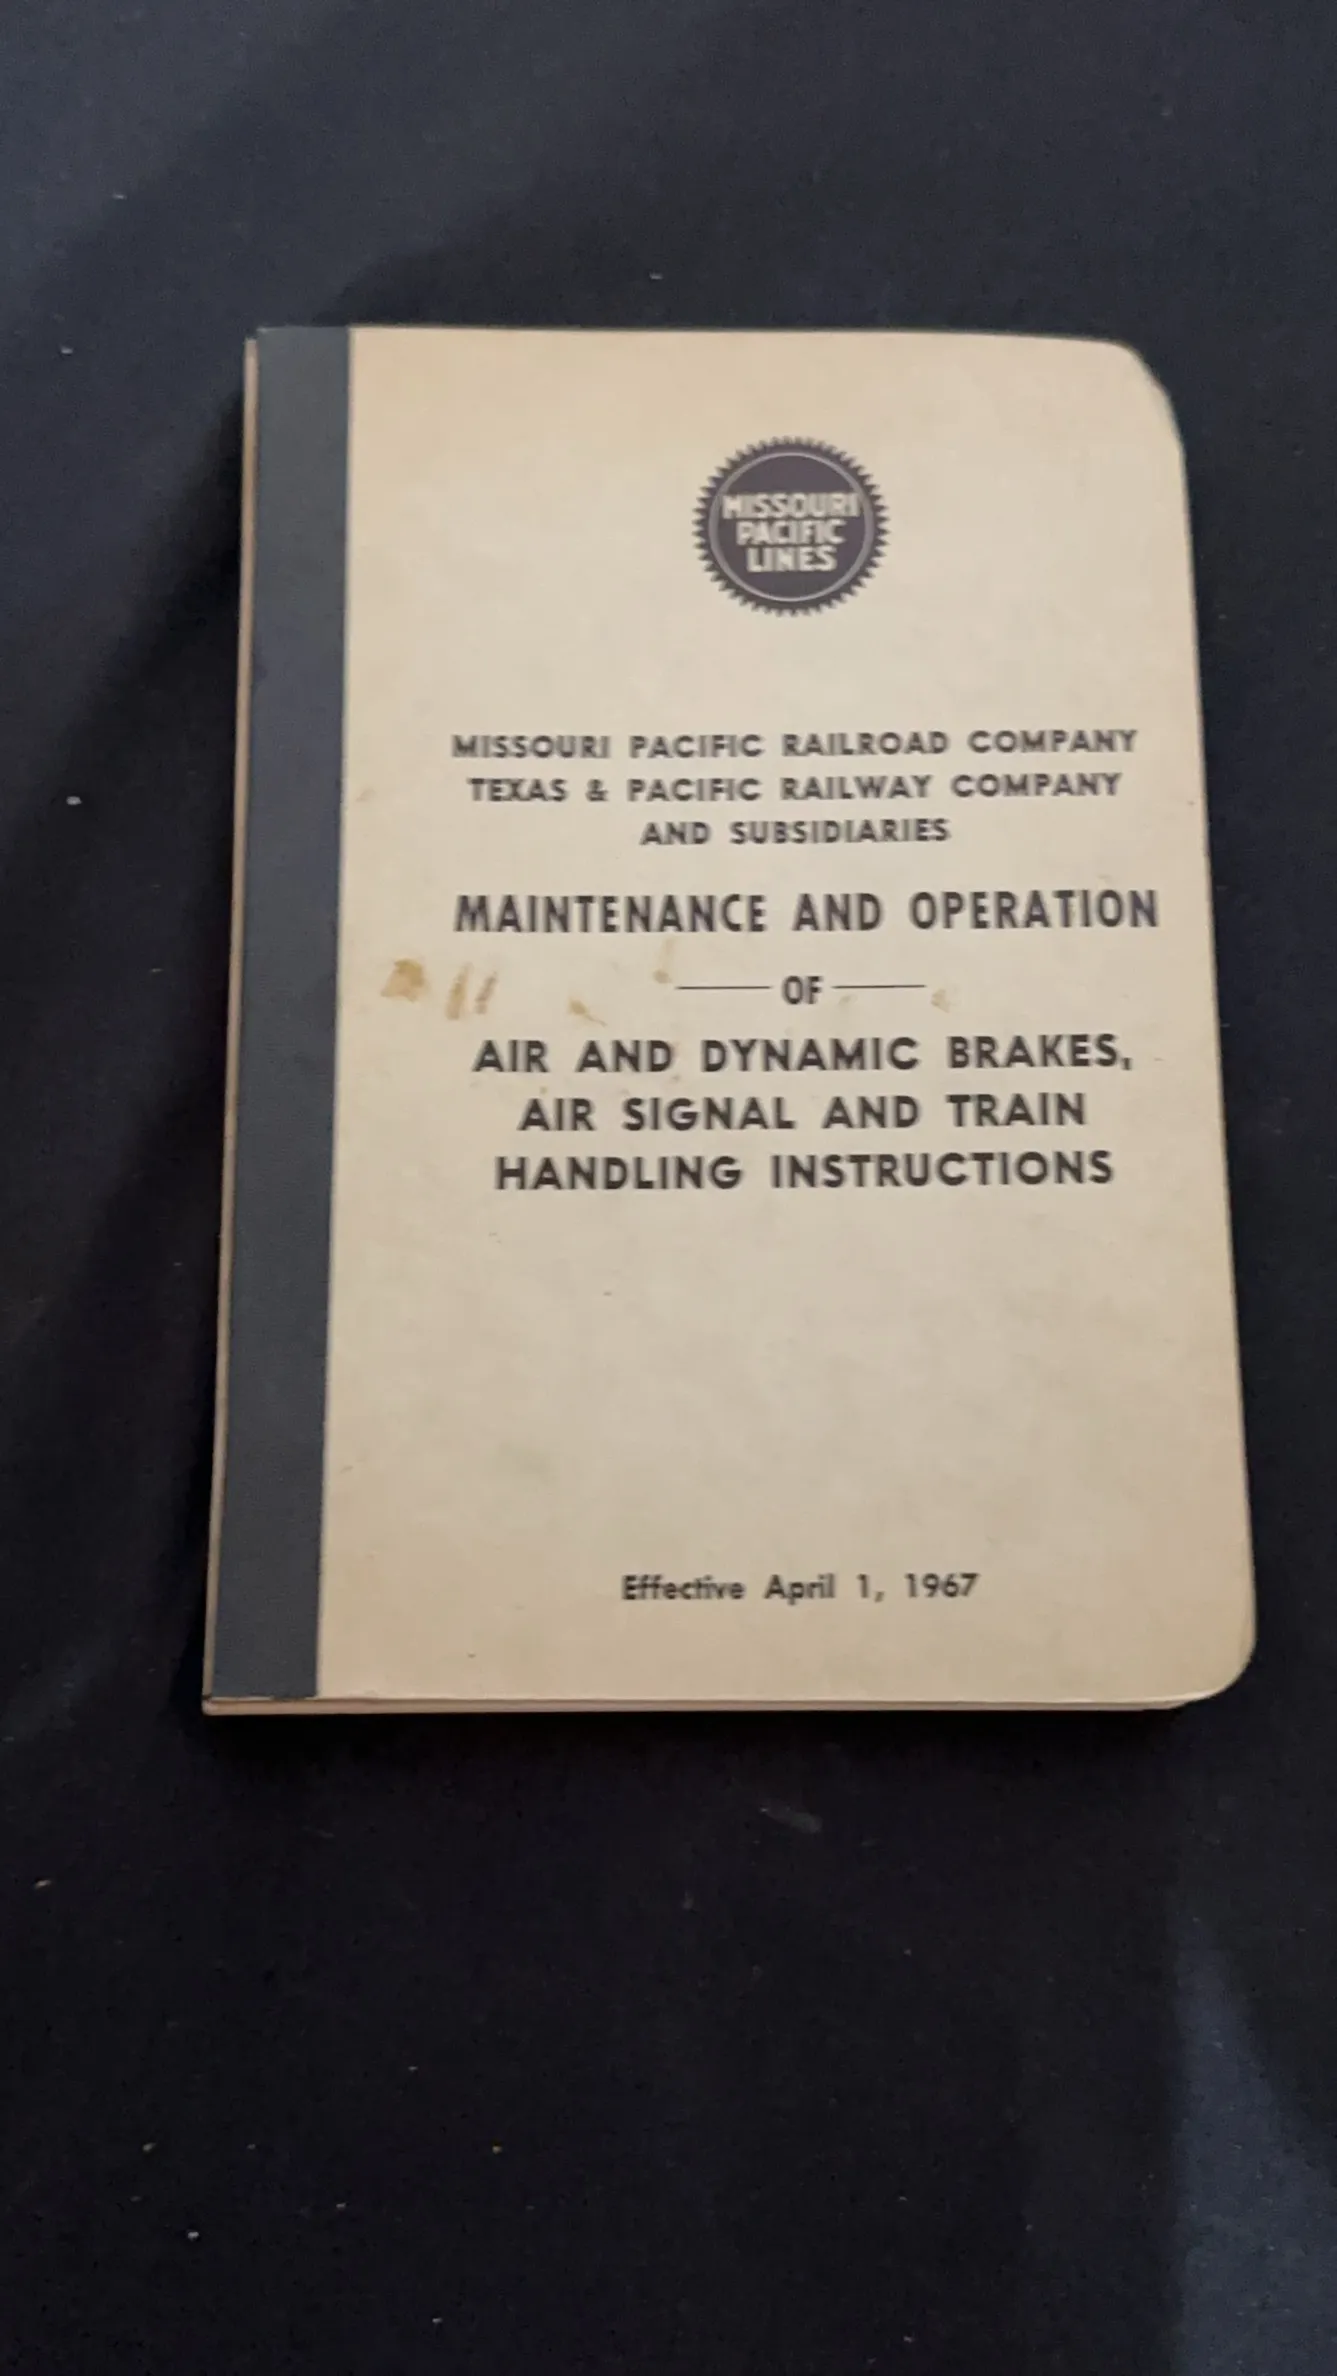 MISSOURI
PACIFIC
LINES
MISSOURI PACIFIC RAILROAD COMPANY
TEXAS & PACIFIC RAILWAY COMPANY
AND SUBSIDIARIES
MAINTENANCE AND OPERATION
OF
AIR AND DYNAMIC BRAKES,
AIR SIGNAL AND TRAIN
HANDLING INSTRUCTIONS
Effective April 1, 1967